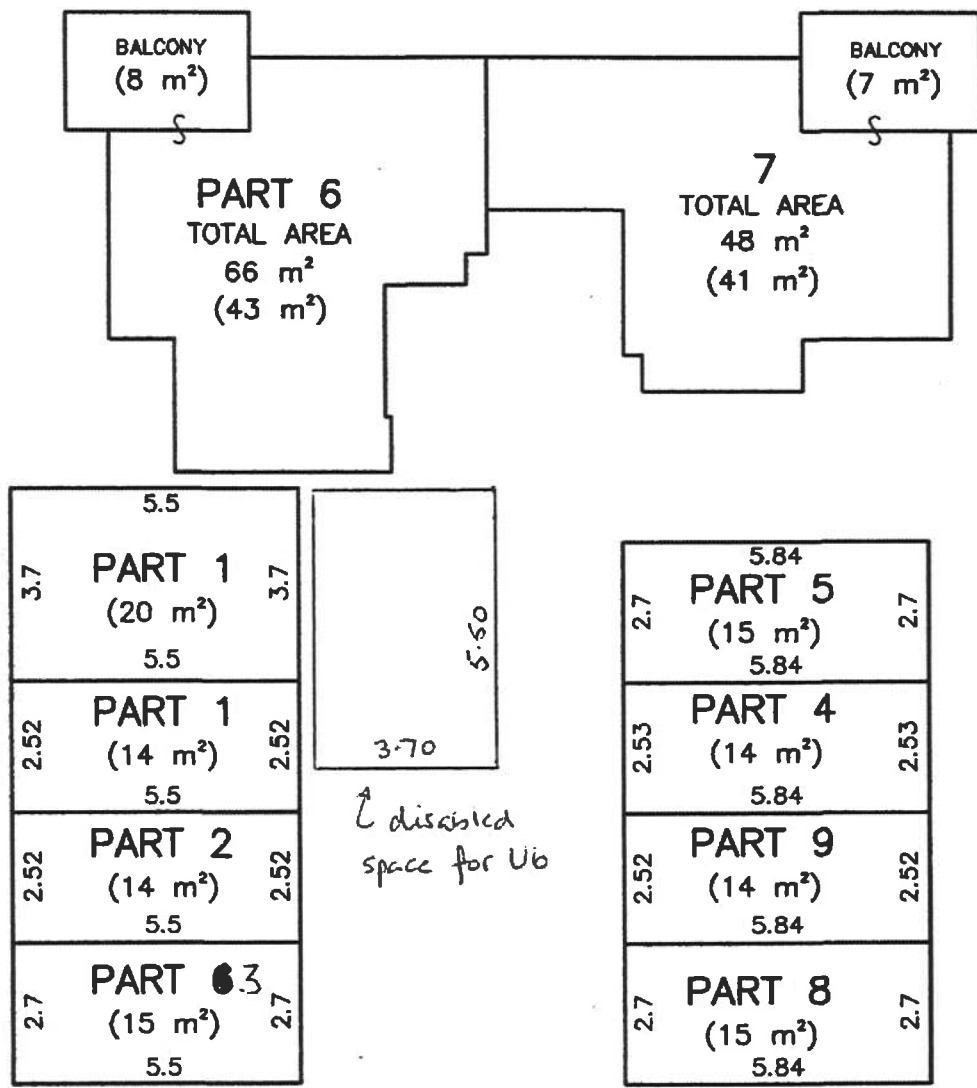 BALCONY
(8 m²)
BALCONY
(7 m²)
PART 6
TOTAL AREA
66 m²
(43 m²)
7
TOTAL AREA
48 m²
(41 m²)
5.5
3.7
PART 1
(20 m²)
3.7
5.5
2.52
PART 1
(14 m²)
2.52
5.5
2.52
PART 2
(14 m²)
2.52
5.5
2.7
PART 3
(15 m²)
2.7
5.5
5.50
3.70
disabled
space for U6
5.84
2.7
PART 5
(15 m²)
2.7
5.84
2.53
PART 4
(14 m²)
2.53
5.84
2.52
PART 9
(14 m²)
2.52
5.84
2.7
PART 8
(15 m²)
2.7
5.84